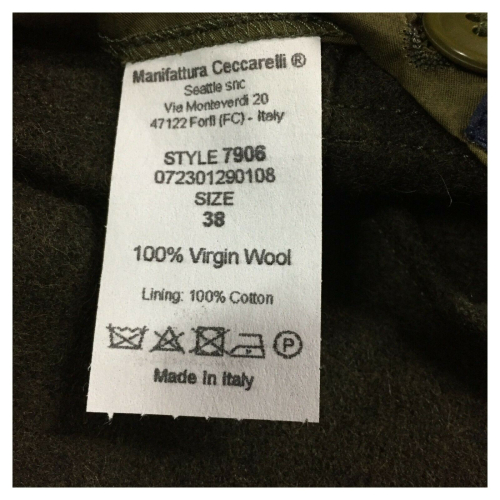 Manifattura Ceccarelli ®
Seattle snc
Via Monteverdi 20
47122 Forlì (FC) - Italy
STYLE 7906
072301290108
SIZE
38
100% Virgin Wool
Lining: 100% Cotton
P
Made in Italy